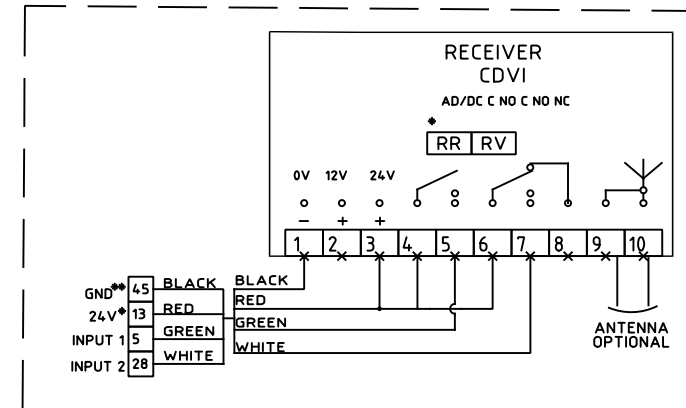 RECEIVER
CDVI
AD/DC C NO C NO NC
*
RR RV
0V 12V 24V
− + +
1 2 3 4 5 6 7 8 9 10
GND** 45 BLACK BLACK
24V* 13 RED RED
INPUT 1 5 GREEN GREEN
INPUT 2 28 WHITE WHITE
ANTENNA
OPTIONAL